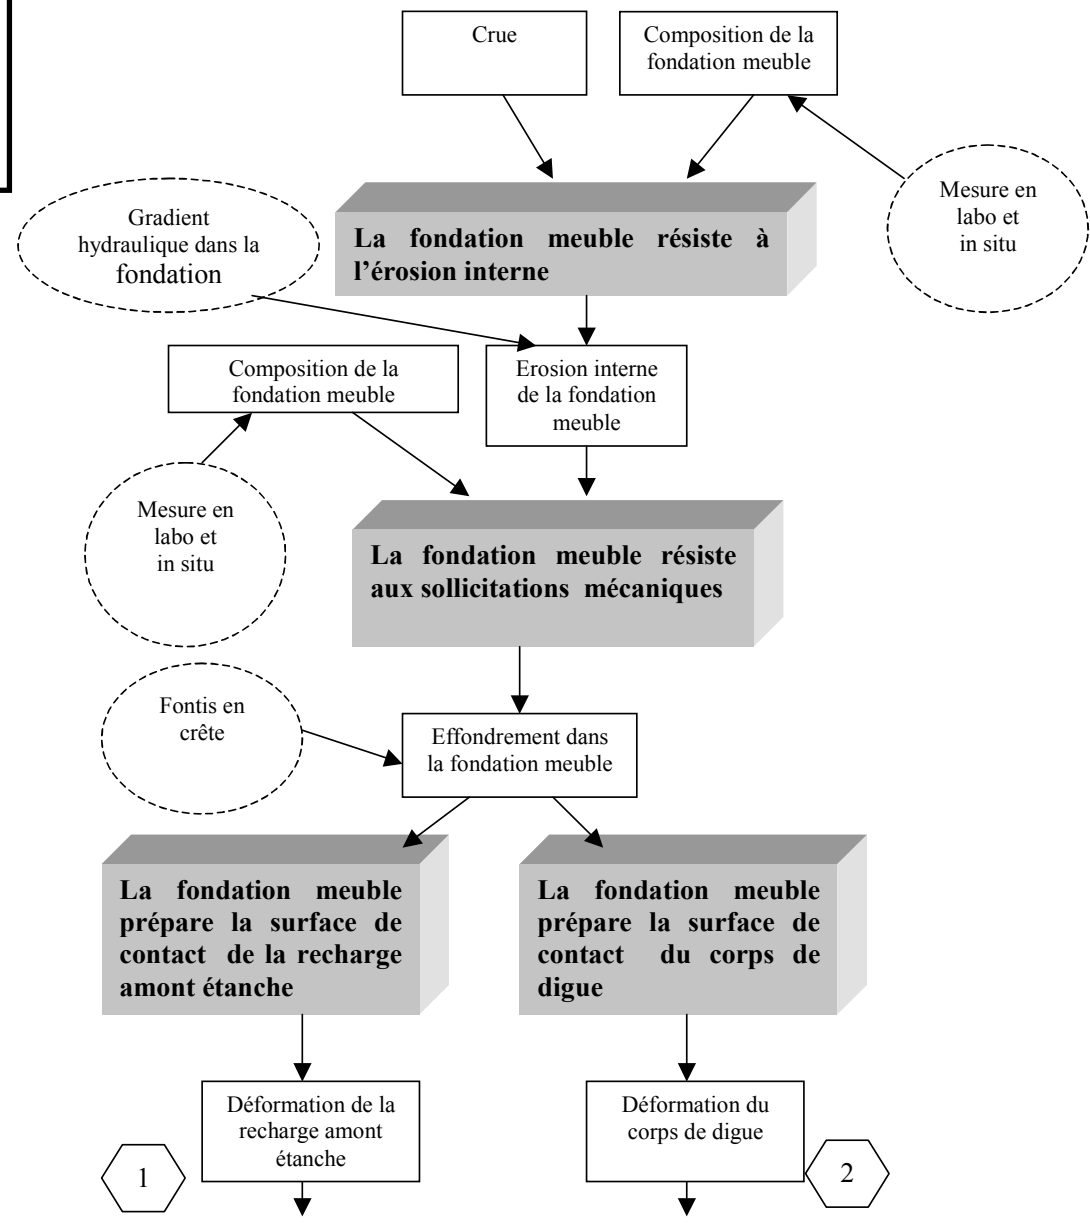 Crue
Composition de la
fondation meuble
Mesure en
labo et
in situ
Gradient
hydraulique dans la
fondation
La fondation meuble résiste à
l'érosion interne
Composition de la
fondation meuble
Erosion interne
de la fondation
meuble
Mesure en
labo et
in situ
La fondation meuble résiste
aux sollicitations mécaniques
Fontis en
crête
Effondrement dans
la fondation meuble
La fondation meuble
prépare la surface de
contact de la recharge
amont étanche
La fondation meuble
prépare la surface de
contact du corps de
digue
Déformation de la
recharge amont
étanche
1
Déformation du
corps de digue
2